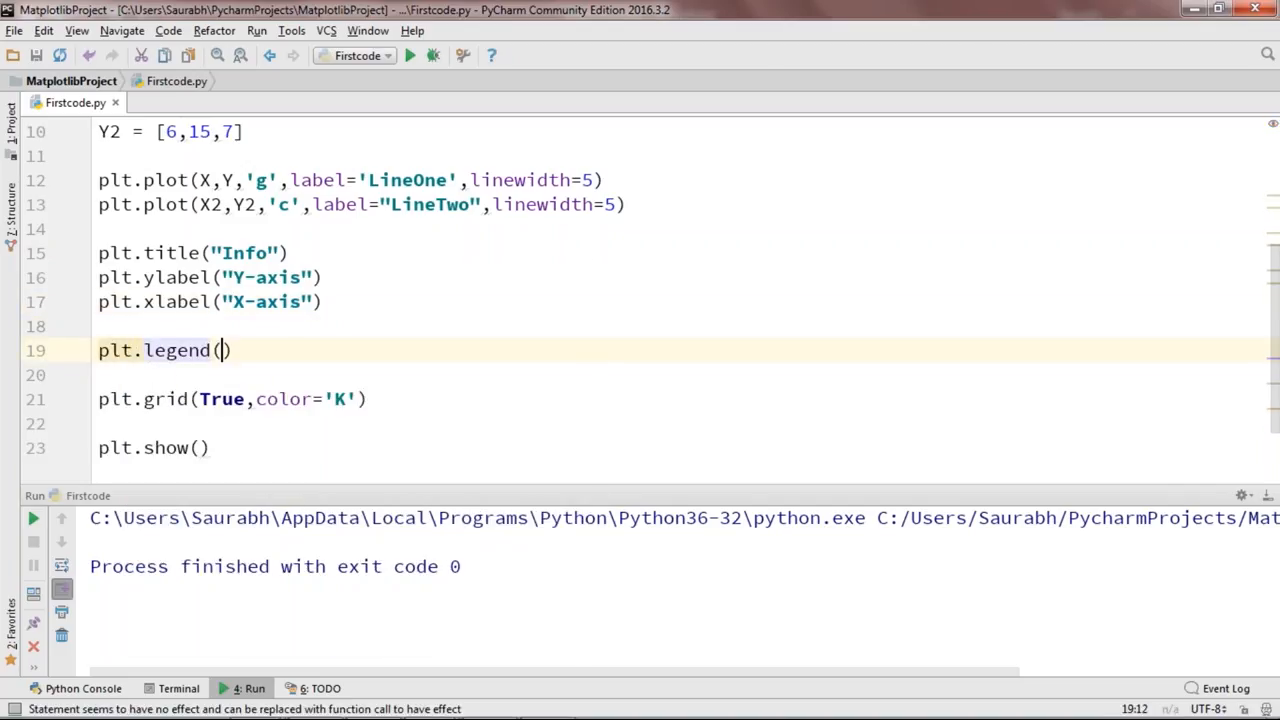 MatplotlibProject - [C:\Users\Saurabh\PycharmProjects\MatplotlibProject] - ...\Firstcode.py - PyCharm Community Edition 2016.3.2
File Edit View Navigate Code Refactor Run Tools VCS Window Help
Firstcode
MatplotlibProject Firstcode.py
Firstcode.py
1: Project
Z: Structure
2: Favorites
10 Y2 = [6,15,7]
11
12 plt.plot(X,Y,'g',label='LineOne',linewidth=5)
13 plt.plot(X2,Y2,'c',label="LineTwo",linewidth=5)
14
15 plt.title("Info")
16 plt.ylabel("Y-axis")
17 plt.xlabel("X-axis")
18
19 plt.legend()
20
21 plt.grid(True,color='K')
22
23 plt.show()
Run Firstcode
C:\Users\Saurabh\AppData\Local\Programs\Python\Python36-32\python.exe C:/Users/Saurabh/PycharmProjects/Mat
Process finished with exit code 0
Python Console Terminal 4: Run 6: TODO Event Log
Statement seems to have no effect and can be replaced with function call to have effect 19:12 n/a UTF-8